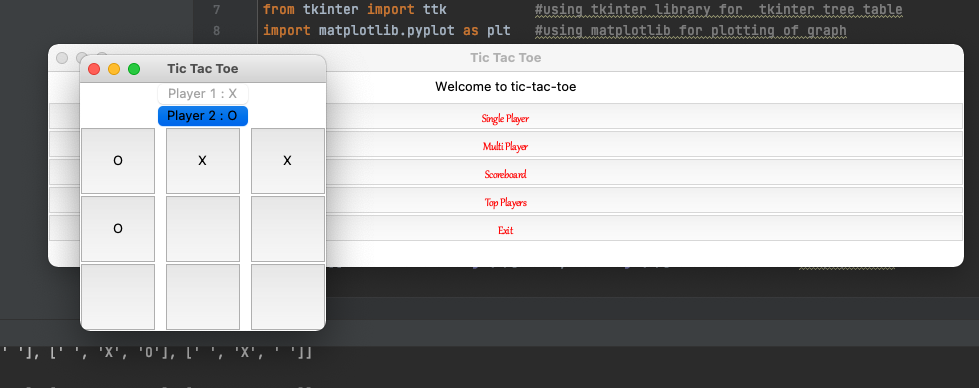 7 from tkinter import ttk #using tkinter library for tkinter tree table
8 import matplotlib.pyplot as plt #using matplotlib for plotting of graph
Tic Tac Toe
Welcome to tic-tac-toe
Single Player
Multi Player
Scoreboard
Top Players
Exit
Tic Tac Toe
Player 1 : X
Player 2 : O
O X X
O
' '], [' ', 'X', 'O'], [' ', 'X', ' ']]